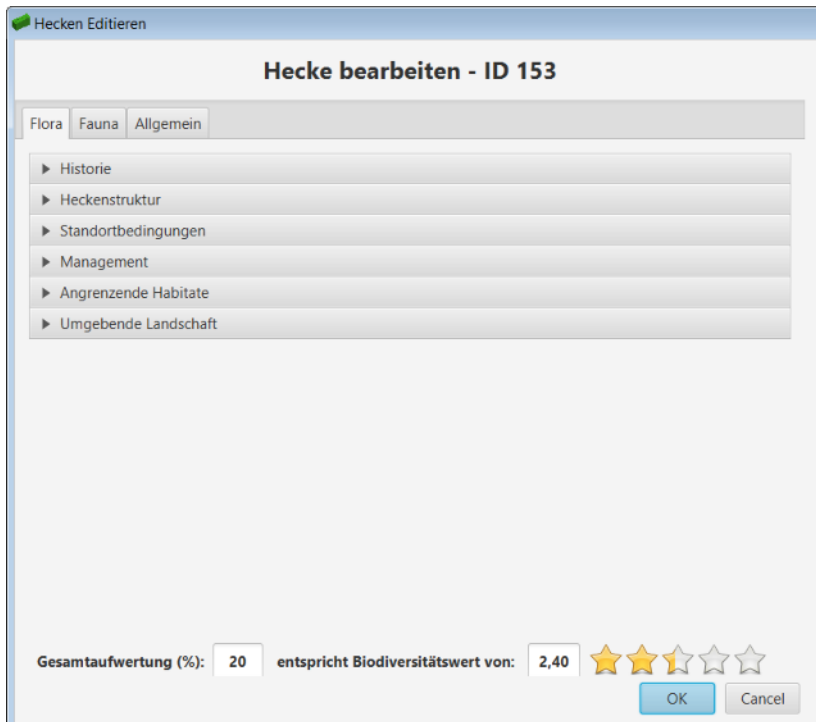 Hecken Editieren
Hecke bearbeiten - ID 153
Flora Fauna Allgemein
Historie
Heckenstruktur
Standortbedingungen
Management
Angrenzende Habitate
Umgebende Landschaft
Gesamtaufwertung (%): 20 entspricht Biodiversitätswert von: 2,40
OK Cancel